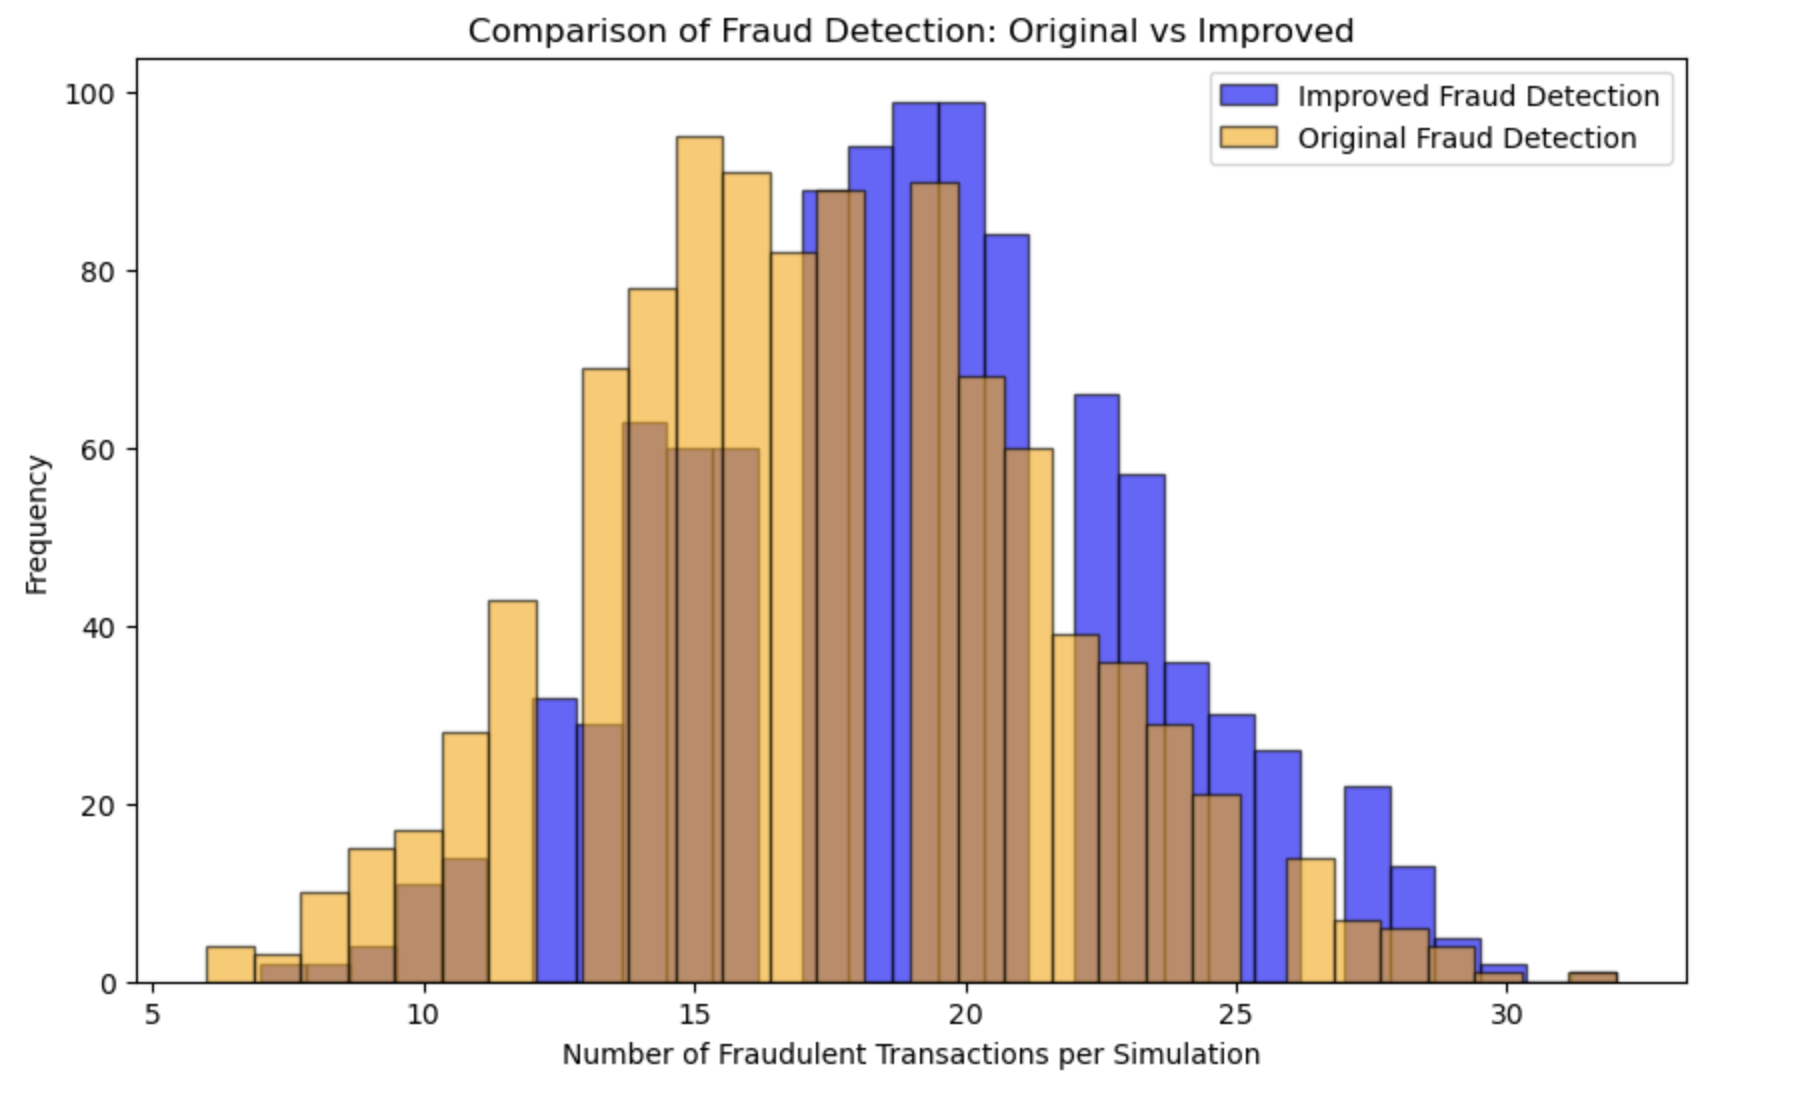 Comparison of Fraud Detection: Original vs Improved
Improved Fraud Detection
Original Fraud Detection
100
80
60
40
20
0
Frequency
5 10 15 20 25 30
Number of Fraudulent Transactions per Simulation